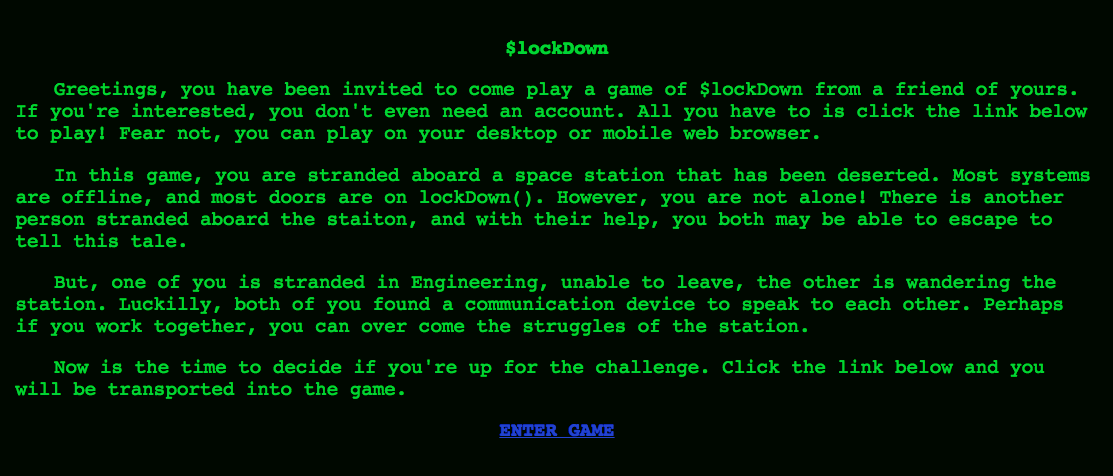 $lockDown
Greetings, you have been invited to come play a game of $lockDown from a friend of yours.
If you're interested, you don't even need an account. All you have to is click the link below
to play! Fear not, you can play on your desktop or mobile web browser.
In this game, you are stranded aboard a space station that has been deserted. Most systems
are offline, and most doors are on lockDown(). However, you are not alone! There is another
person stranded aboard the staiton, and with their help, you both may be able to escape to
tell this tale.
But, one of you is stranded in Engineering, unable to leave, the other is wandering the
station. Luckilly, both of you found a communication device to speak to each other. Perhaps
if you work together, you can over come the struggles of the station.
Now is the time to decide if you're up for the challenge. Click the link below and you
will be transported into the game.
ENTER GAME